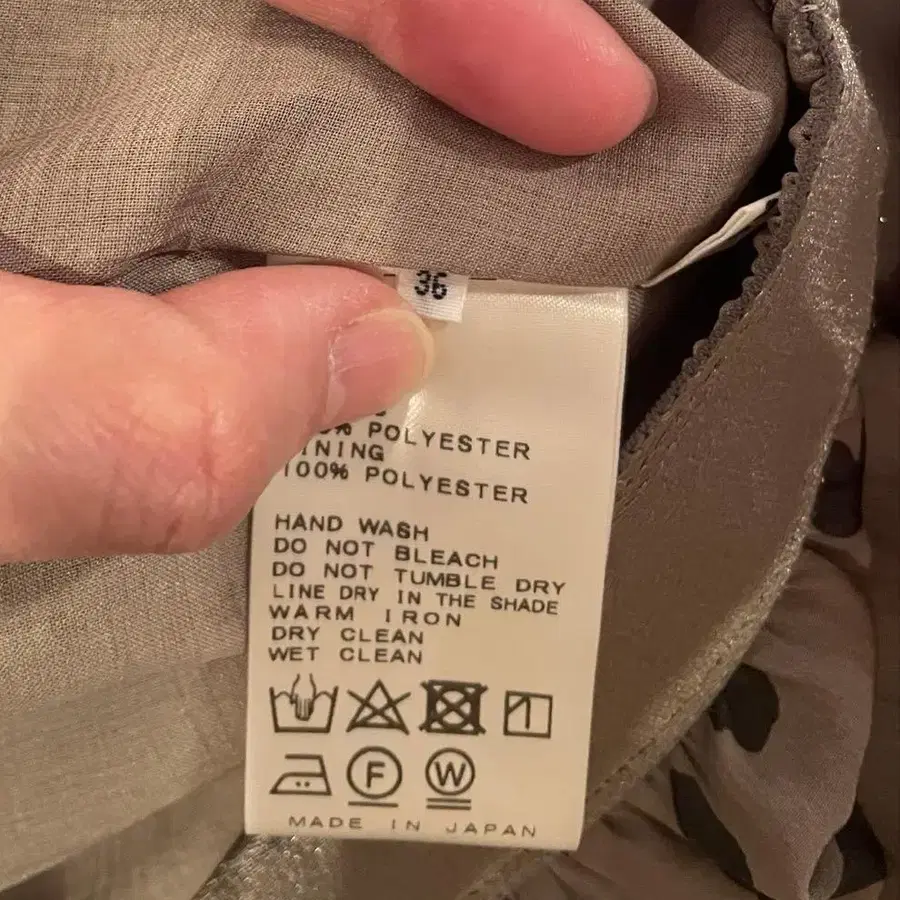 36
% POLYESTER
LINING
100% POLYESTER
HAND WASH
DO NOT BLEACH
DO NOT TUMBLE DRY
LINE DRY IN THE SHADE
WARM IRON
DRY CLEAN
WET CLEAN
F
W
MADE IN JAPAN